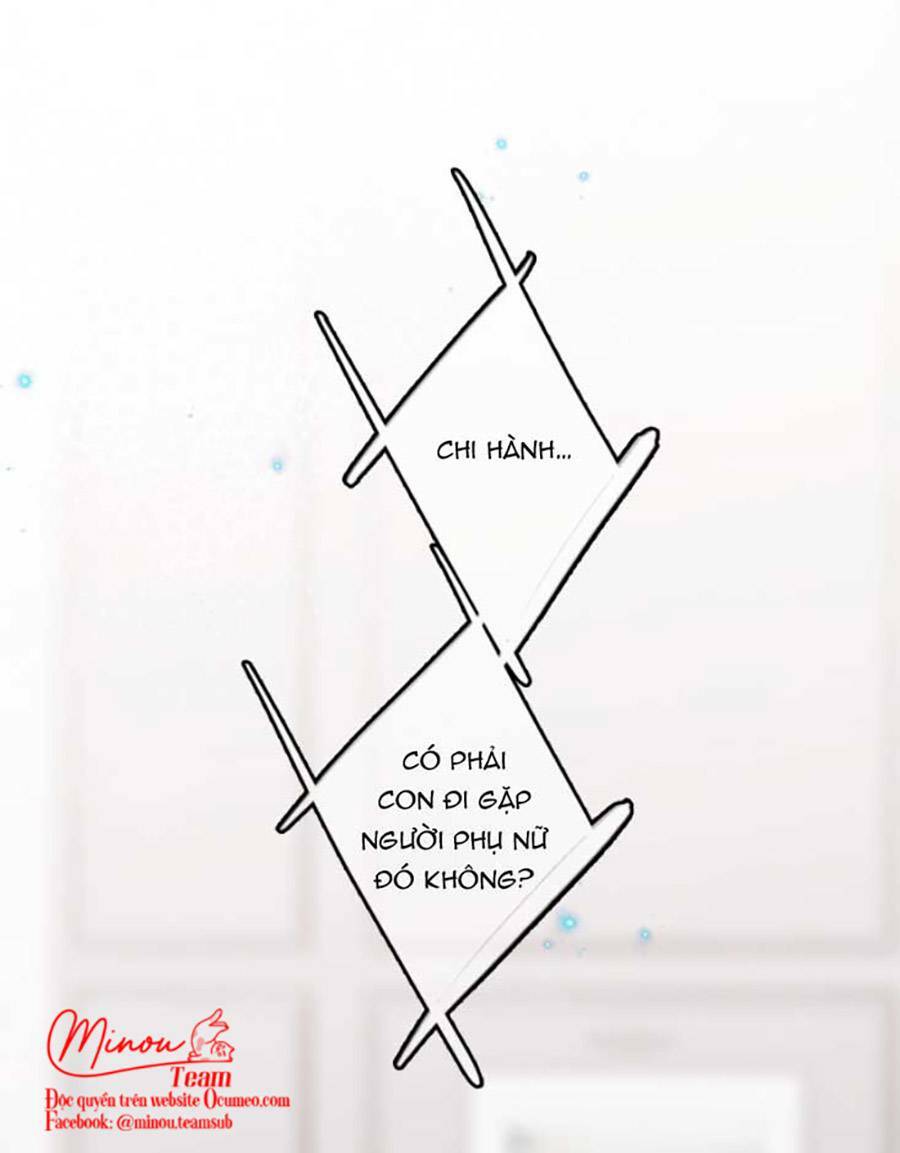 CHI HÀNH...
CÓ PHẢI
CON ĐI GẶP
NGƯỜI PHỤ NỮ
ĐÓ KHÔNG?
Minou
Team
Độc quyền trên website Ocumeo.com
Facebook: @minou.teamsub